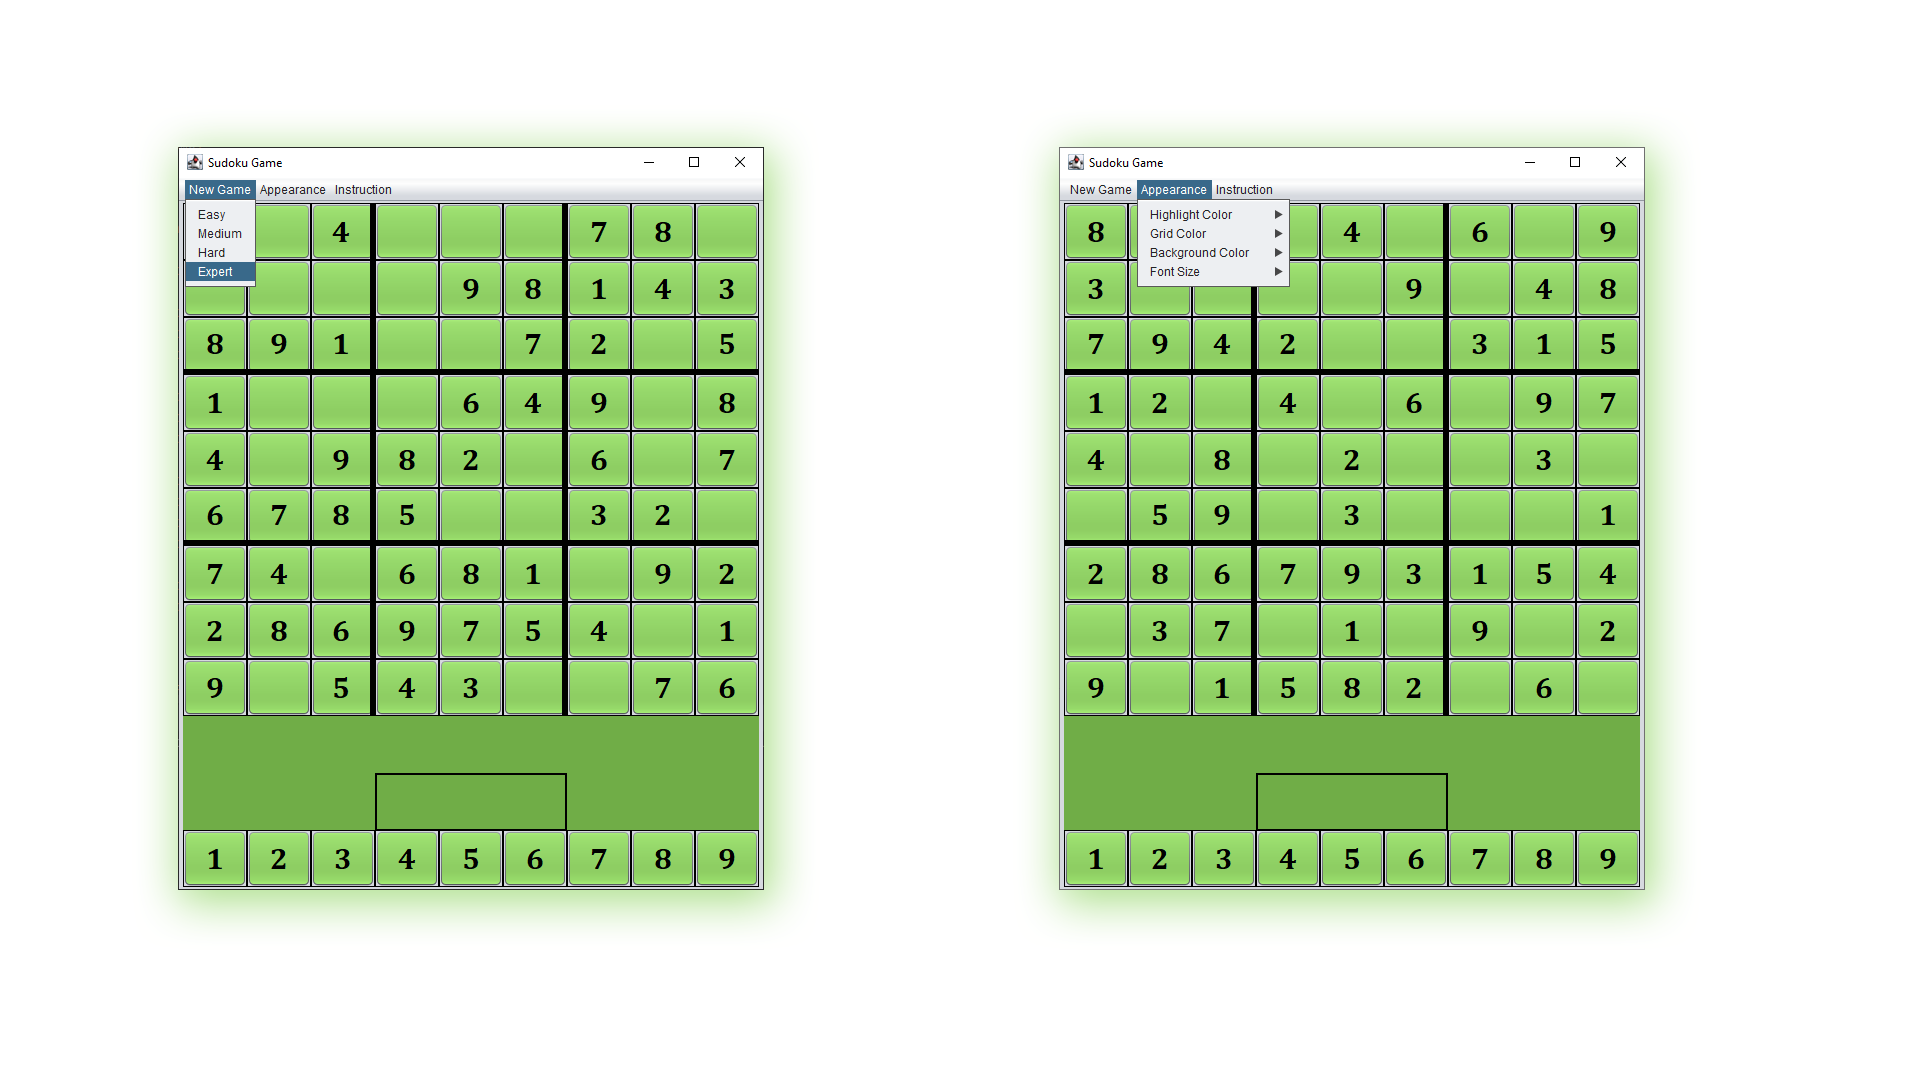 Sudoku Game
New Game Appearance Instruction
Easy
Medium
Hard
Expert
4 7 8
9 8 1 4 3
8 9 1 7 2 5
1 6 4 9 8
4 9 8 2 6 7
6 7 8 5 3 2
7 4 6 8 1 9 2
2 8 6 9 7 5 4 1
9 5 4 3 7 6
1 2 3 4 5 6 7 8 9
Sudoku Game
New Game Appearance Instruction
Highlight Color
Grid Color
Background Color
Font Size
8 4 6 9
3 9 4 8
7 9 4 2 3 1 5
1 2 4 6 9 7
4 8 2 3
5 9 3 1
2 8 6 7 9 3 1 5 4
3 7 1 9 2
9 1 5 8 2 6
1 2 3 4 5 6 7 8 9